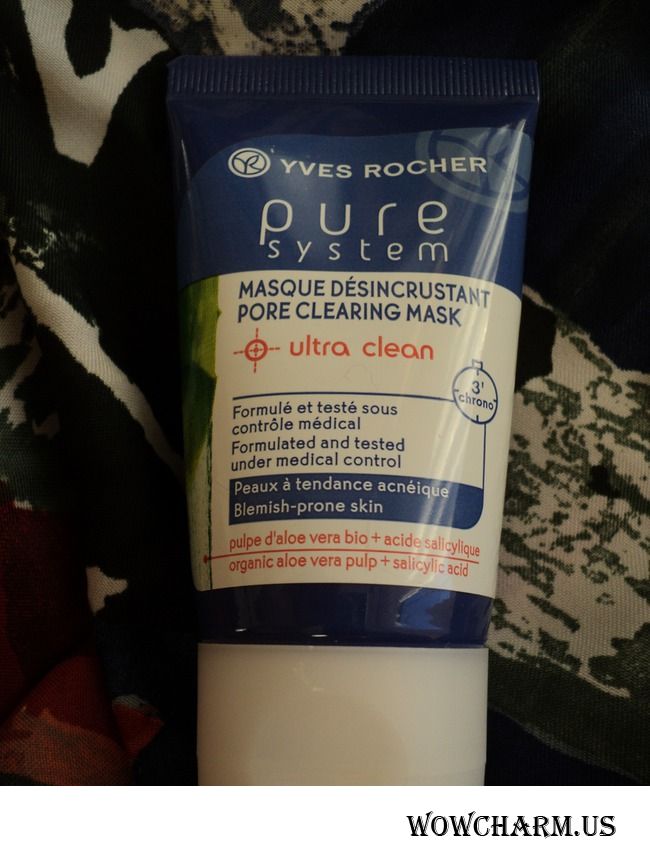 YVES ROCHER
pure
system
MASQUE DÉSINCRUSTANT
PORE CLEARING MASK
ultra clean
3'
chrono
Formulé et testé sous
contrôle médical
Formulated and tested
under medical control
Peaux à tendance acnéique
Blemish-prone skin
pulpe d'aloe vera bio + acide salicylique
organic aloe vera pulp + salicylic acid
WOWCHARM.US